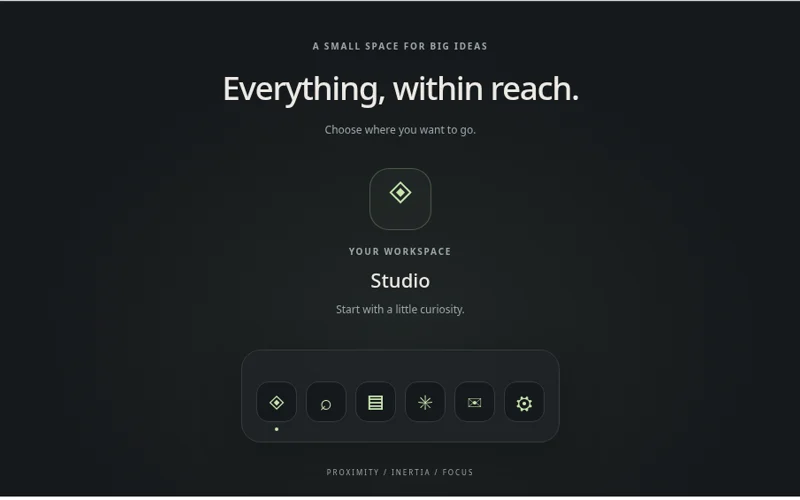 A SMALL SPACE FOR BIG IDEAS
Everything, within reach.
Choose where you want to go.
YOUR WORKSPACE
Studio
Start with a little curiosity.
PROXIMITY / INERTIA / FOCUS